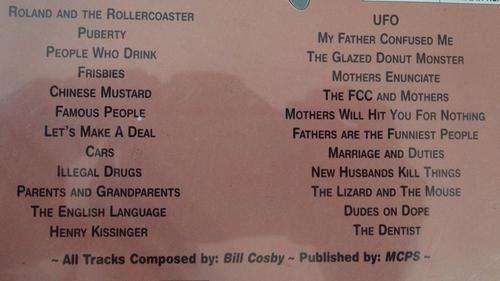 Roland and the Rollercoaster
Puberty
People Who Drink
Frisbies
Chinese Mustard
Famous People
Let's Make A Deal
Cars
Illegal Drugs
Parents and Grandparents
The English Language
Henry Kissinger
UFO
My Father Confused Me
The Glazed Donut Monster
Mothers Enunciate
The FCC and Mothers
Mothers Will Hit You For Nothing
Fathers are the Funniest People
Marriage and Duties
New Husbands Kill Things
The Lizard and The Mouse
Dudes on Dope
The Dentist
~ All Tracks Composed by: Bill Cosby ~ Published by: MCPS ~